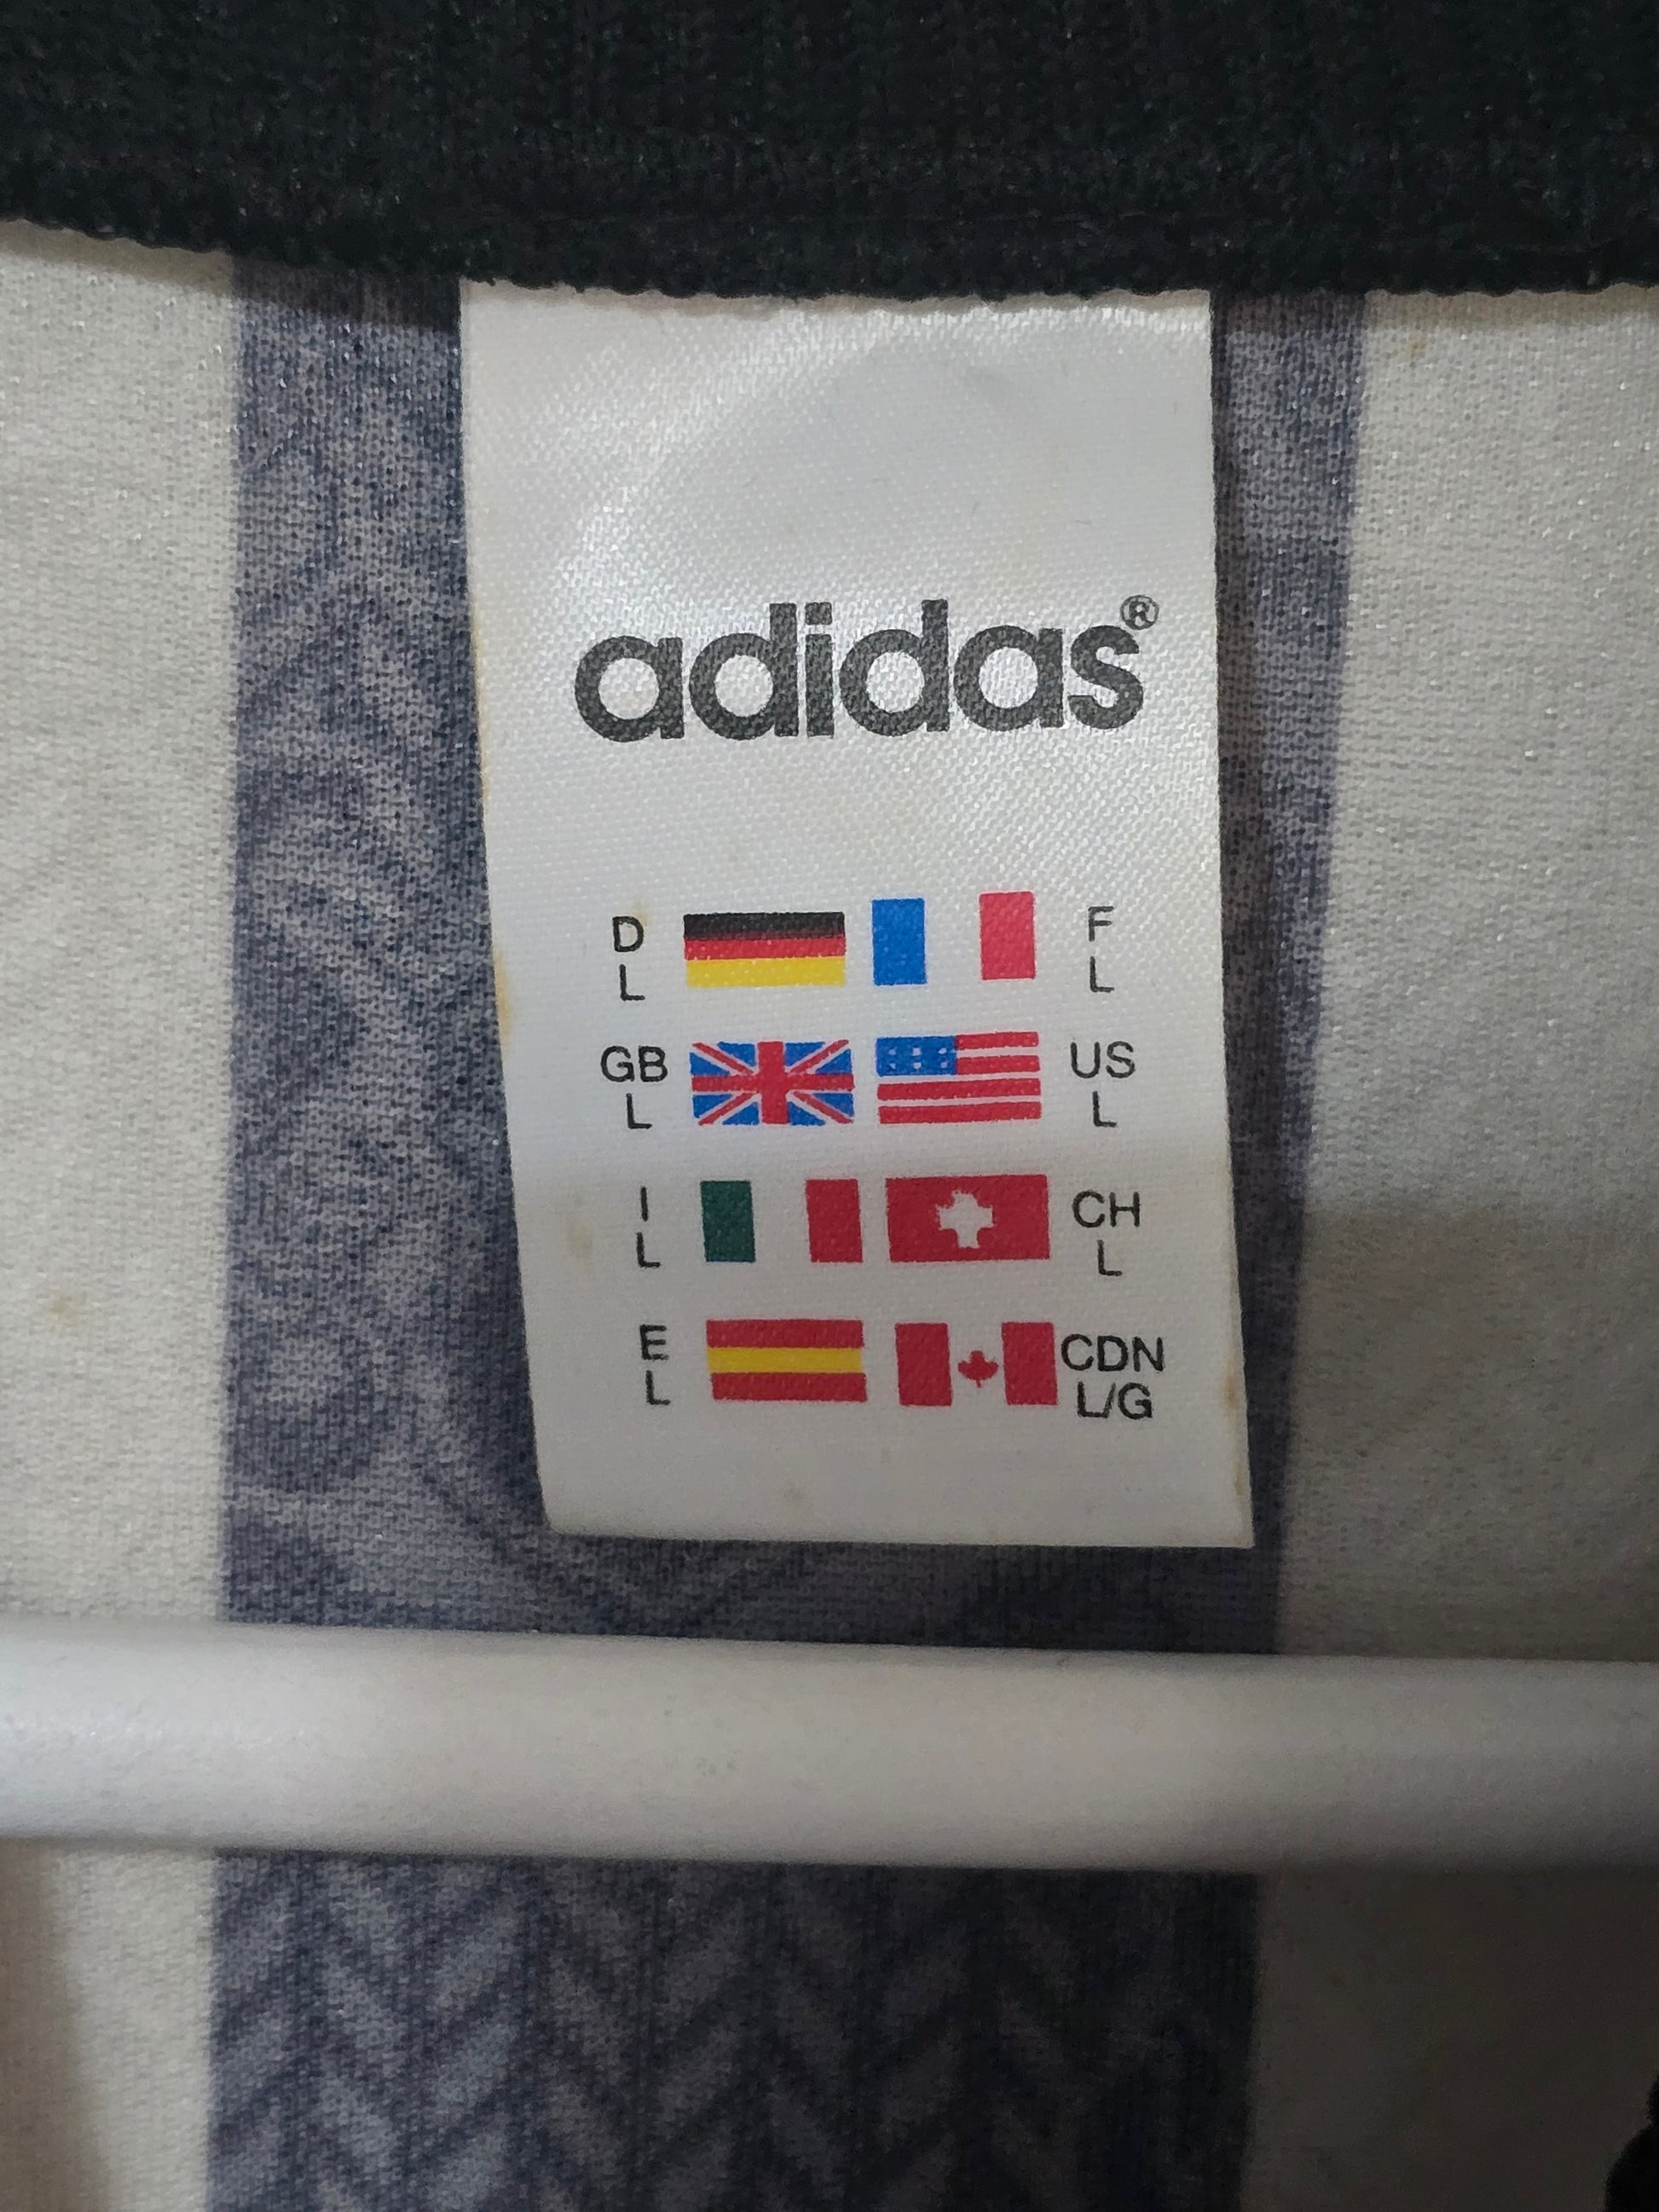 adidas®
D F
L L
GB US
L L
I CH
L L
E CDN
L L/G